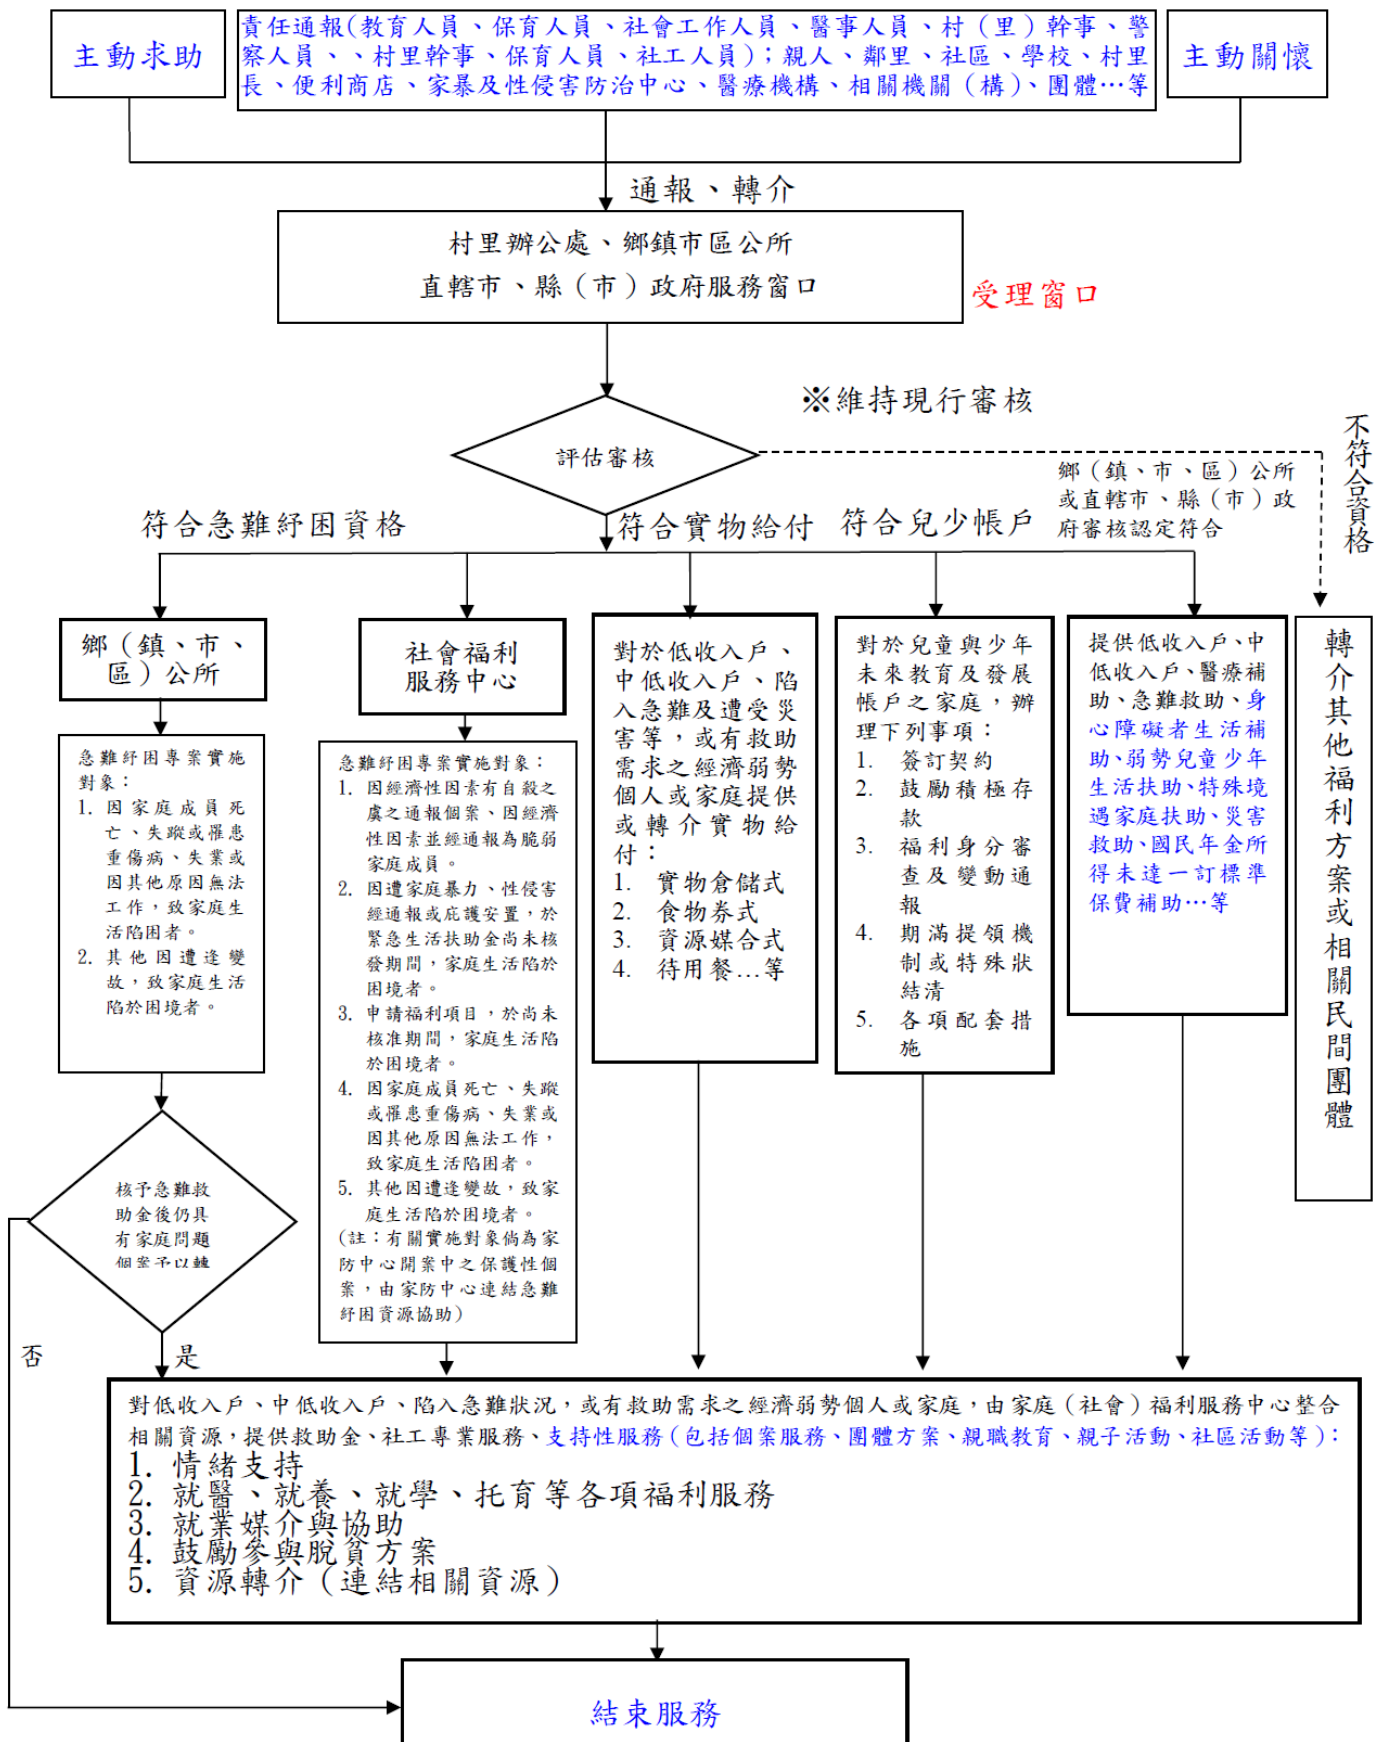 主動求助
責任通報(教育人員、保育人員、社會工作人員、醫事人員、村（里）幹事、警
察人員、、村里幹事、保育人員、社工人員)；親人、鄰里、社區、學校、村里
長、便利商店、家暴及性侵害防治中心、醫療機構、相關機關（構）、團體…等
主動關懷
通報、轉介
村里辦公處、鄉鎮市區公所
直轄市、縣（市）政府服務窗口
受理窗口
※維持現行審核
評估審核
不符合資格
鄉（鎮、市、區）公所
或直轄市、縣（市）政
府審核認定符合
符合急難紓困資格
符合實物給付
符合兒少帳戶
鄉（鎮、市、
區）公所
急難紓困專案實施
對象：
1. 因家庭成員死
亡、失蹤或罹患
重傷病、失業或
因其他原因無法
工作，致家庭生
活陷困者。
2. 其他因遭逢變
故，致家庭生活
陷於困境者。
社會福利
服務中心
急難紓困專案實施對象：
1. 因經濟性因素有自殺之
虞之通報個案、因經濟
性因素並經通報為脆弱
家庭成員。
2. 因遭家庭暴力、性侵害
經通報或庇護安置，於
緊急生活扶助金尚未核
發期間，家庭生活陷於
困境者。
3. 申請福利項目，於尚未
核准期間，家庭生活陷
於困境者。
4. 因家庭成員死亡、失蹤
或罹患重傷病、失業或
因其他原因無法工作，
致家庭生活陷困者。
5. 其他因遭逢變故，致家
庭生活陷於困境者。
(註：有關實施對象倘為家
防中心開案中之保護性個
案，由家防中心連結急難
紓困資源協助)
對於低收入戶、
中低收入戶、陷
入急難及遭受災
害等，或有救助
需求之經濟弱勢
個人或家庭提供
或轉介實物給
付：
1. 實物倉儲式
2. 食物券式
3. 資源媒合式
4. 待用餐…等
對於兒童與少年
未來教育及發展
帳戶之家庭，辦
理下列事項：
1. 簽訂契約
2. 鼓勵積極存
款
3. 福利身分審
查及變動通
報
4. 期滿提領機
制或特殊狀
結清
5. 各項配套措
施
提供低收入戶、中
低收入戶、醫療補
助、急難救助、身
心障礙者生活補
助、弱勢兒童少年
生活扶助、特殊境
遇家庭扶助、災害
救助、國民年金所
得未達一訂標準
保費補助…等
轉介其他福利方案或相關民間團體
核予急難救
助金後仍具
有家庭問題
個案予以轉
否
是
對低收入戶、中低收入戶、陷入急難狀況，或有救助需求之經濟弱勢個人或家庭，由家庭（社會）福利服務中心整合
相關資源，提供救助金、社工專業服務、支持性服務(包括個案服務、團體方案、親職教育、親子活動、社區活動等)：
1. 情緒支持
2. 就醫、就養、就學、托育等各項福利服務
3. 就業媒介與協助
4. 鼓勵參與脫貧方案
5. 資源轉介（連結相關資源）
結束服務